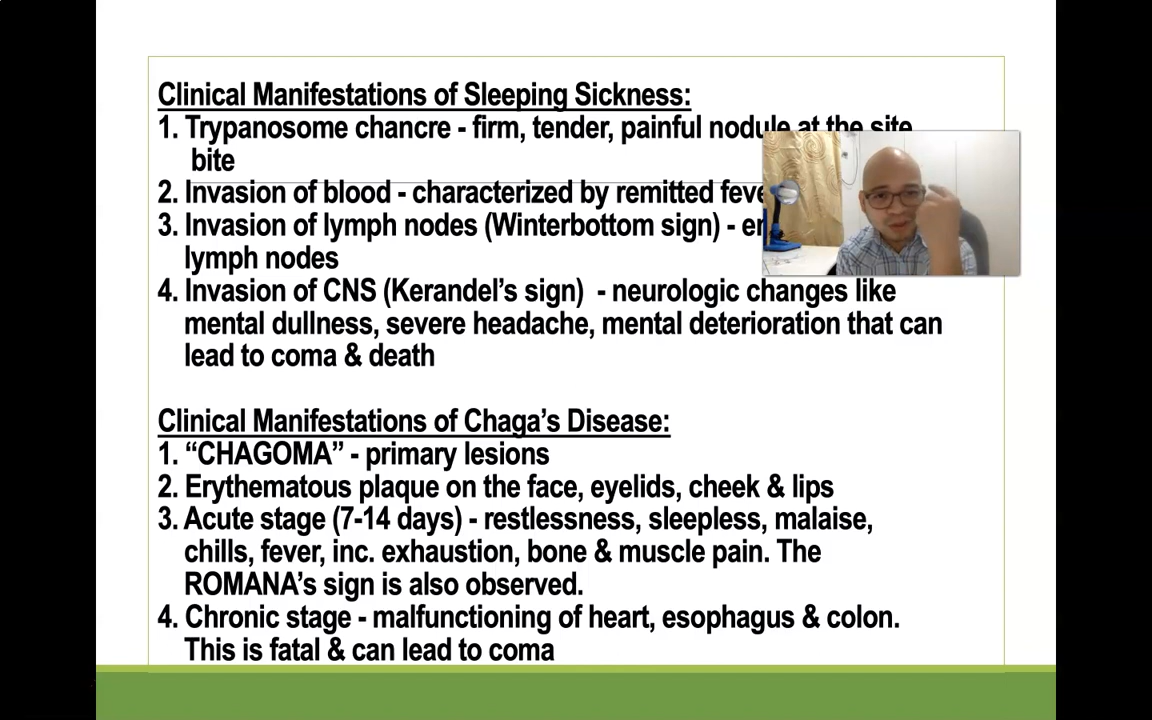 Clinical Manifestations of Sleeping Sickness:
1. Trypanosome chancre - firm, tender, painful nodule at the site
bite
2. Invasion of blood - characterized by remitted
3. Invasion of lymph nodes (Winterbottom sign) -
lymph nodes
4. Invasion of CNS (Kerandel’s sign) - neurologic changes like
mental dullness, severe headache, mental deterioration that can
lead to coma & death
Clinical Manifestations of Chaga’s Disease:
1. “CHAGOMA” - primary lesions
2. Erythematous plaque on the face, eyelids, cheek & lips
3. Acute stage (7-14 days) - restlessness, sleepless, malaise,
chills, fever, inc. exhaustion, bone & muscle pain. The
ROMANA’s sign is also observed.
4. Chronic stage - malfunctioning of heart, esophagus & colon.
This is fatal & can lead to coma